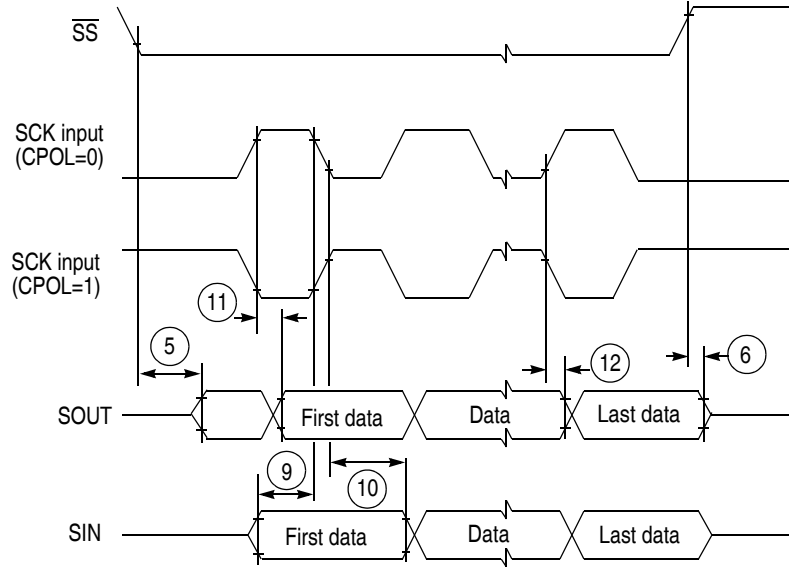 S̅S̅
SCK input
(CPOL=0)
SCK input
(CPOL=1)
11
5
12
6
SOUT
First data
Data
Last data
9
10
SIN
First data
Data
Last data